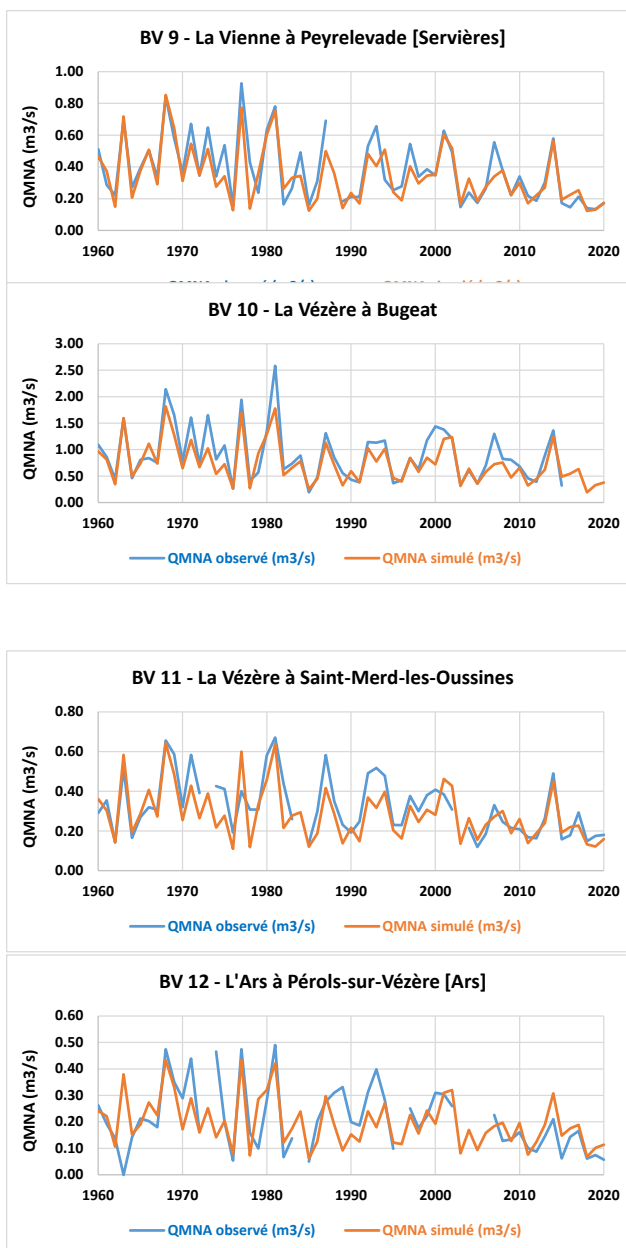 BV 9 - La Vienne à Peyrelevade [Servières]
QMNA (m3/s)
1.00
0.80
0.60
0.40
0.20
0.00
1960 1970 1980 1990 2000 2010 2020
BV 10 - La Vézère à Bugeat
QMNA (m3/s)
3.00
2.50
2.00
1.50
1.00
0.50
0.00
1960 1970 1980 1990 2000 2010 2020
QMNA observé (m3/s) QMNA simulé (m3/s)
BV 11 - La Vézère à Saint-Merd-les-Oussines
QMNA (m3/s)
0.80
0.60
0.40
0.20
0.00
1960 1970 1980 1990 2000 2010 2020
QMNA observé (m3/s) QMNA simulé (m3/s)
BV 12 - L'Ars à Pérols-sur-Vézère [Ars]
QMNA (m3/s)
0.60
0.50
0.40
0.30
0.20
0.10
0.00
1960 1970 1980 1990 2000 2010 2020
QMNA observé (m3/s) QMNA simulé (m3/s)